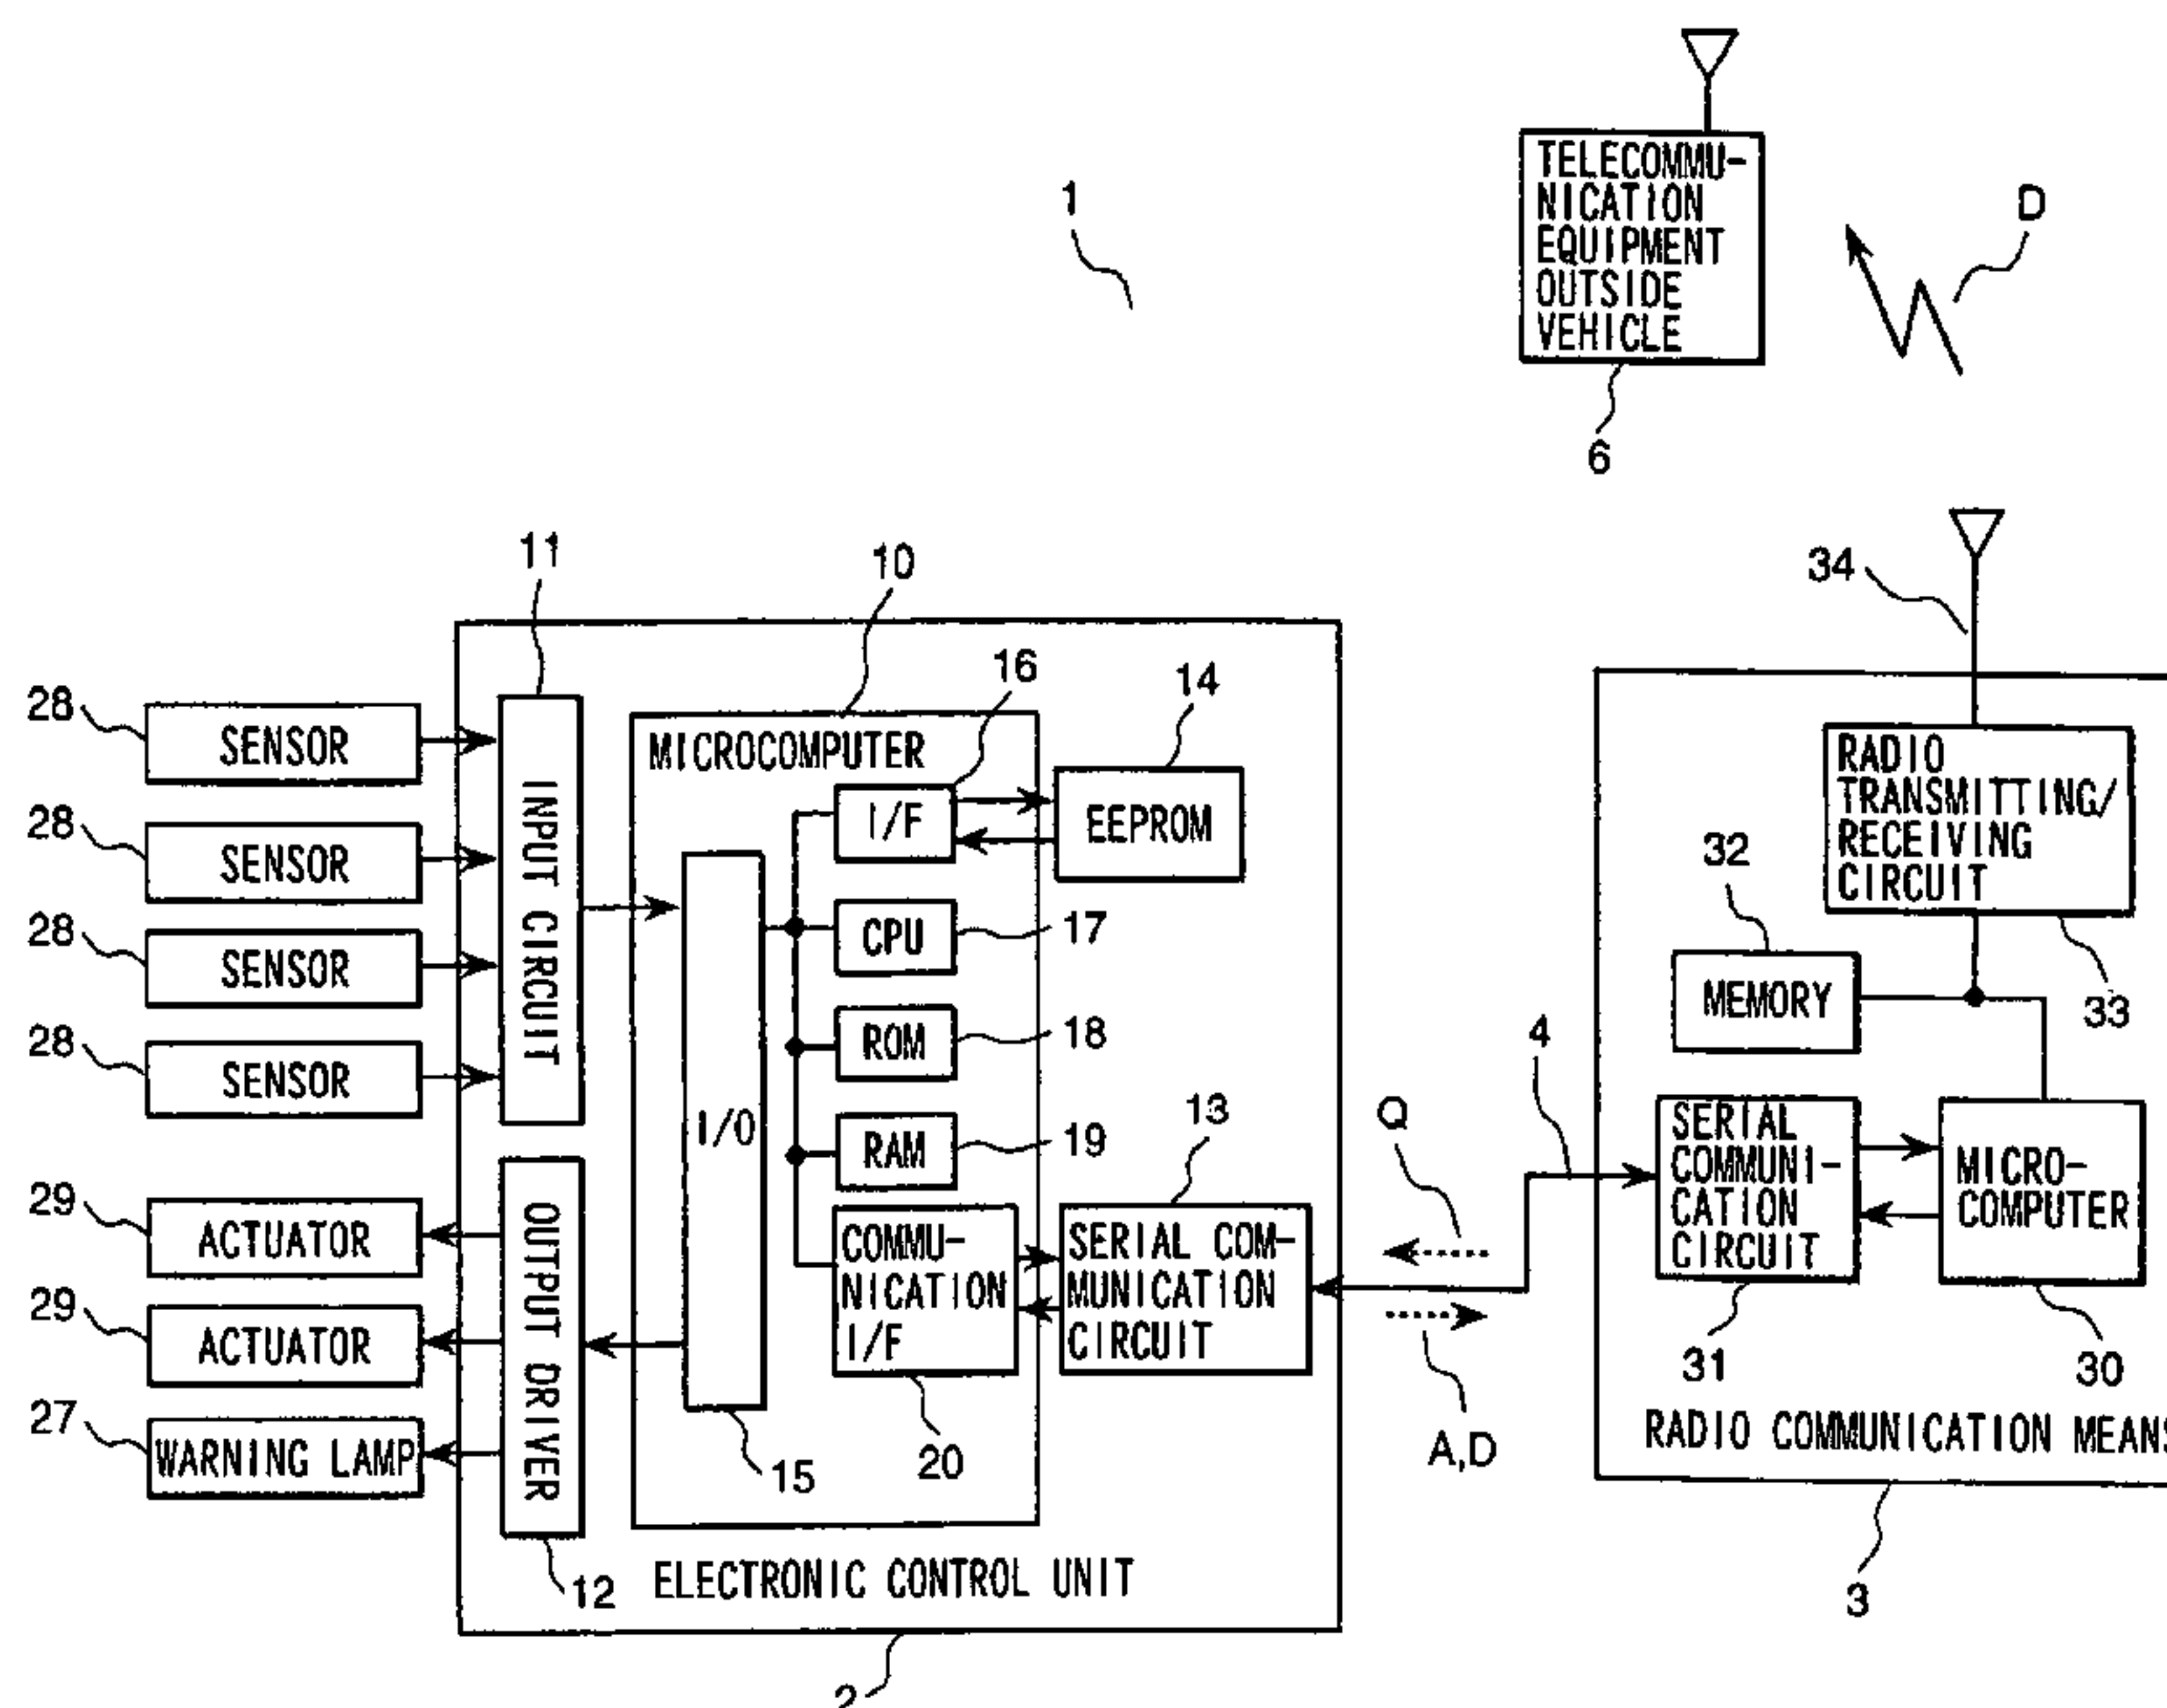 TELECOMMU-
NICATION
EQUIPMENT
OUTSIDE
VEHICLE
1
D
6
11
10
16
14
34
28
SENSOR
28
SENSOR
28
SENSOR
28
SENSOR
INPUT CIRCUIT
MICROCOMPUTER
I/F
EEPROM
CPU
17
ROM
18
RAM
19
I/O
13
COMMU-
NICATION
I/F
SERIAL COM-
MUNICATION
CIRCUIT
29
ACTUATOR
29
ACTUATOR
27
WARNING LAMP
OUTPUT DRIVER
15
20
12
ELECTRONIC CONTROL UNIT
2
Q
A,D
4
RADIO
TRANSMITTING/
RECEIVING
CIRCUIT
32
MEMORY
33
SERIAL
COMMUNI-
CATION
CIRCUIT
MICRO-
COMPUTER
31
30
RADIO COMMUNICATION MEANS
3